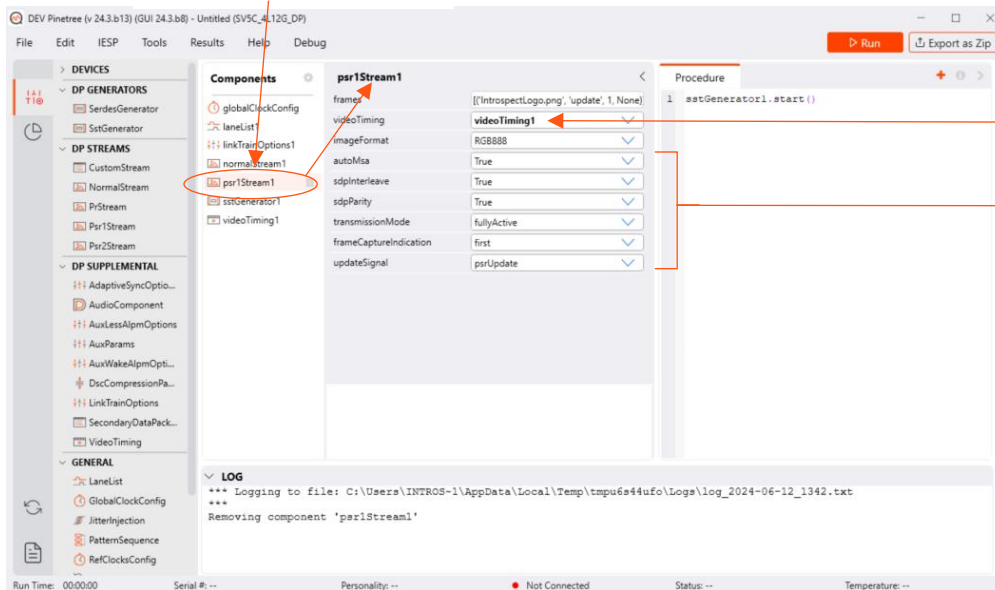 DEV Pinetree (v 24.3.b13) (GUI 24.3.b8) - Untitled (SV5C_4L12G_DP)
File Edit IESP Tools Results Help Debug
Run
Export as Zip
DEVICES
DP GENERATORS
SerdesGenerator
SstGenerator
DP STREAMS
CustomStream
NormalStream
PrStream
Psr1Stream
Psr2Stream
DP SUPPLEMENTAL
AdaptiveSyncOptio...
AudioComponent
AuxLessAlpmOptions
AuxParams
AuxWakeAlpmOpti...
DscCompressionPa...
LinkTrainOptions
SecondaryDataPack...
VideoTiming
GENERAL
LaneList
GlobalClockConfig
JitterInjection
PatternSequence
RefClocksConfig
Components
globalClockConfig
laneList1
linkTrainOptions1
normalStream1
psr1Stream1
sstGenerator1
videoTiming1
psr1Stream1
frames [('IntrospectLogo.png', 'update', 1, None)
videoTiming videoTiming1
imageFormat RGB888
autoMsa True
sdpInterleave True
sdpParity True
transmissionMode fullyActive
frameCaptureIndication first
updateSignal psrUpdate
Procedure
1 sstGenerator1.start()
LOG
*** Logging to file: C:\Users\INTROS-1\AppData\Local\Temp\tmpu6s44ufo\Logs\log_2024-06-12_1342.txt
***
Removing component 'psr1Stream1'
Run Time: 00:00:00 Serial #: -- Personality: -- Not Connected Status: -- Temperature: --